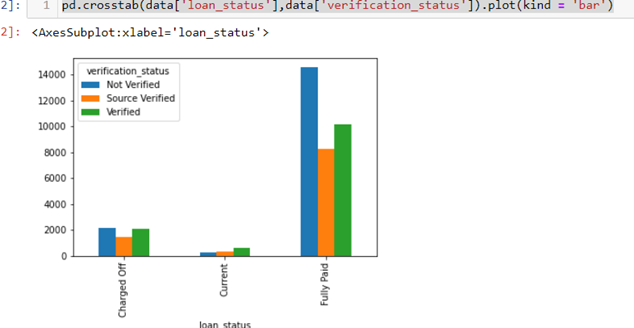 2]:
1 pd.crosstab(data['loan_status'],data['verification_status']).plot(kind = 'bar')
2]: <AxesSubplot:xlabel='loan_status'>
verification_status
Not Verified
Source Verified
Verified
14000
12000
10000
8000
6000
4000
2000
0
Charged Off
Current
Fully Paid
loan_status